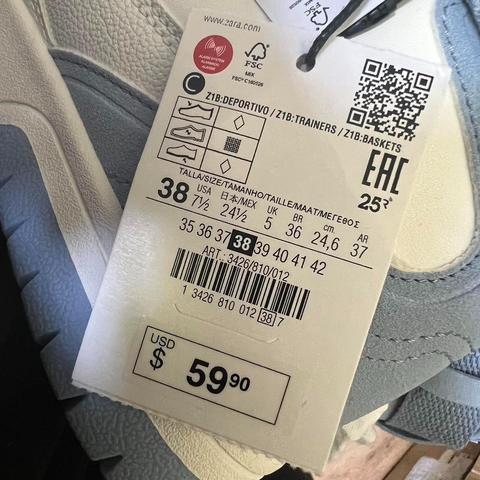 www.zara.com
ALARM SYSTEM
ALARMADO
ALARME
FSC
MIX
FSC
C
Z1B:DEPORTIVO / Z1B:TRAINERS / Z1B:BASKETS
EAC
TALLA/SIZE/TAMANHO/TAILLE/MAAT/ΜΕΓΕΘΟΣ
38 USA 7½ 日本/MEX 24½ UK 5 BR 36 cm. 24,6 AR 37
25
35 36 37 38 39 40 41 42
ART.: 3426/810/012
1 3426 810 012 38 7
USD
$ 59 90